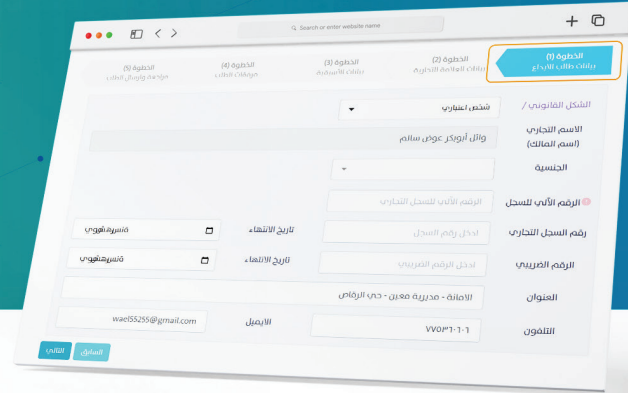 Search or enter website name
الخطوة (1)
بيانات طالب الايداع
الخطوة (2)
بيانات العلامة التجارية
الخطوة (3)
بيانات الأسبقية
الخطوة (4)
مرفقات الطلب
الخطوة (5)
مراجعة وإرسال الطلب
الشكل القانوني /
شخص اعتباري
الاسم التجاري
(اسم المالك)
وائل أبوبكر عوض سالم
الجنسية
الرقم الألي للسجل
الرقم الألي للسجل التجاري
رقم السجل التجاري
ادخل رقم السجل
تاريخ الانتهاء
الرقم الضريبي
ادخل الرقم الضريبي
تاريخ الانتهاء
العنوان
الامانة - مديرية معين - حي الرقاص
التلفون
٧٧٥٣٦٠٦٠٦
الايميل
wael55255@gmail.com
السابق
التالي